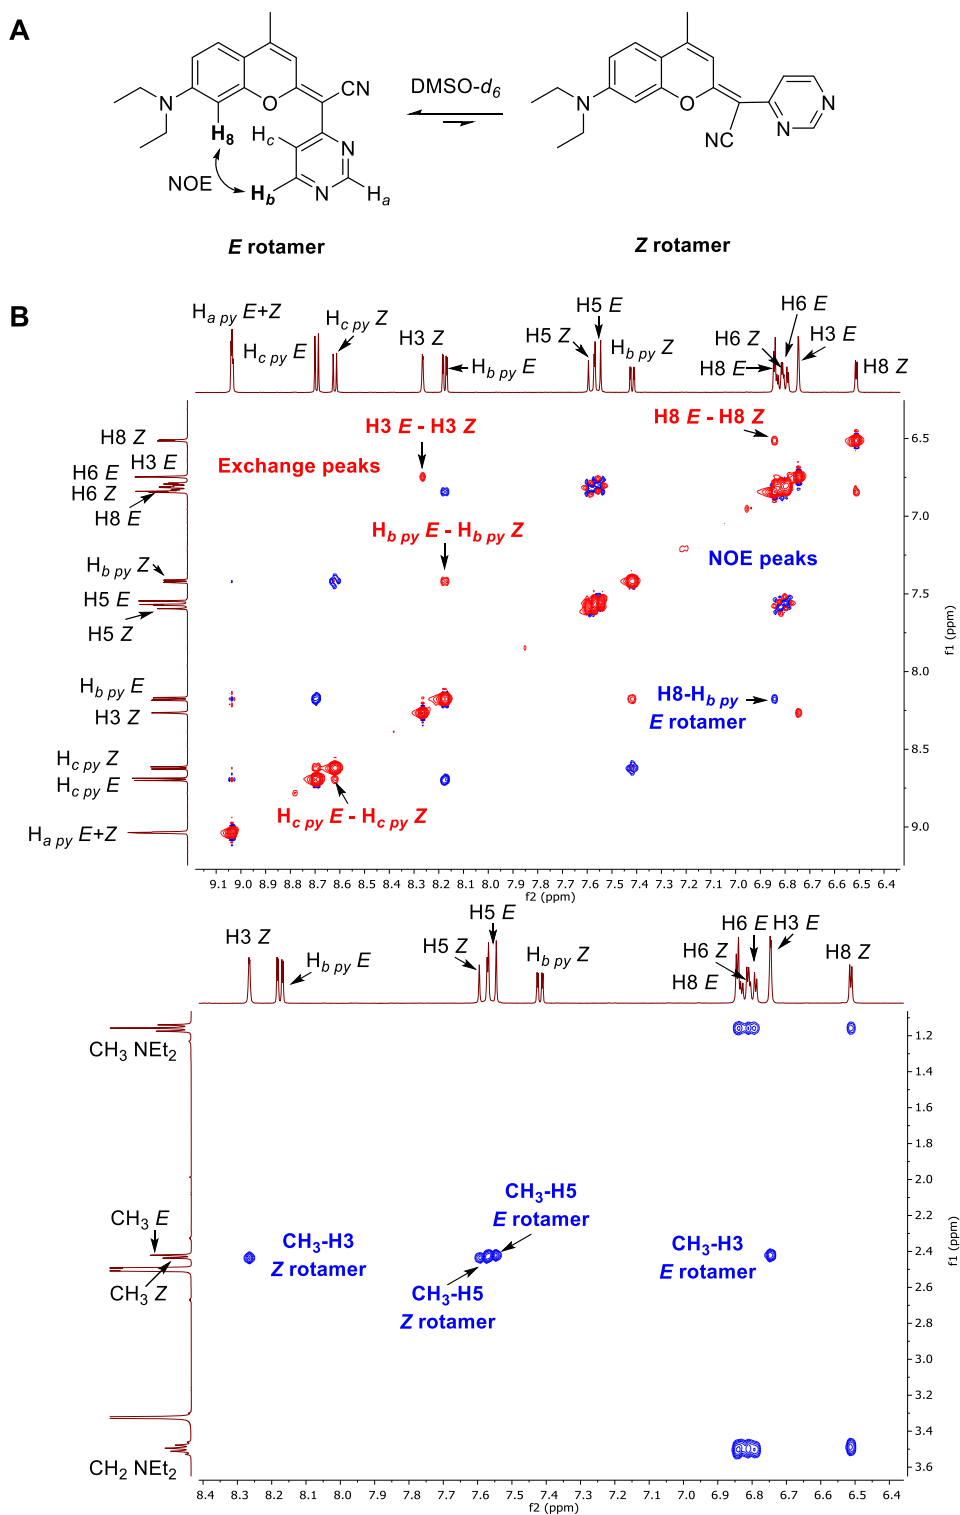 A
CN
DMSO-d6
N
O
H8
Hc
N
NOE
Hb
N
Ha
E rotamer
N
O
N
N
CN
Z rotamer
B
Ha py E+Z
Hc py E
Hc py Z
H3 Z
Hb py E
H5 E
H5 Z
Hb py Z
H6 E
H6 Z
H3 E
H8 E
H8 Z
H8 Z
H3 E
H6 E
H6 Z
H8 E
Hb py Z
H5 E
H5 Z
Hb py E
H3 Z
Hc py Z
Hc py E
Ha py E+Z
H3 E - H3 Z
H8 E - H8 Z
Exchange peaks
Hb py E - Hb py Z
NOE peaks
H8-Hb py
E rotamer
Hc py E - Hc py Z
6.5
7.0
7.5
8.0
8.5
9.0
f1 (ppm)
9.1 9.0 8.9 8.8 8.7 8.6 8.5 8.4 8.3 8.2 8.1 8.0 7.9 7.8 7.7 7.6 7.5 7.4 7.3 7.2 7.1 7.0 6.9 6.8 6.7 6.6 6.5 6.4
f2 (ppm)
H3 Z
Hb py E
H5 E
H5 Z
Hb py Z
H6 E
H3 E
H6 Z
H8 E
H8 Z
CH3 NEt2
CH3 E
CH3 Z
CH2 NEt2
CH3-H5
E rotamer
CH3-H3
Z rotamer
CH3-H3
E rotamer
CH3-H5
Z rotamer
1.2
1.4
1.6
1.8
2.0
2.2
2.4
2.6
2.8
3.0
3.2
3.4
3.6
f1 (ppm)
8.4 8.3 8.2 8.1 8.0 7.9 7.8 7.7 7.6 7.5 7.4 7.3 7.2 7.1 7.0 6.9 6.8 6.7 6.6 6.5 6.4
f2 (ppm)